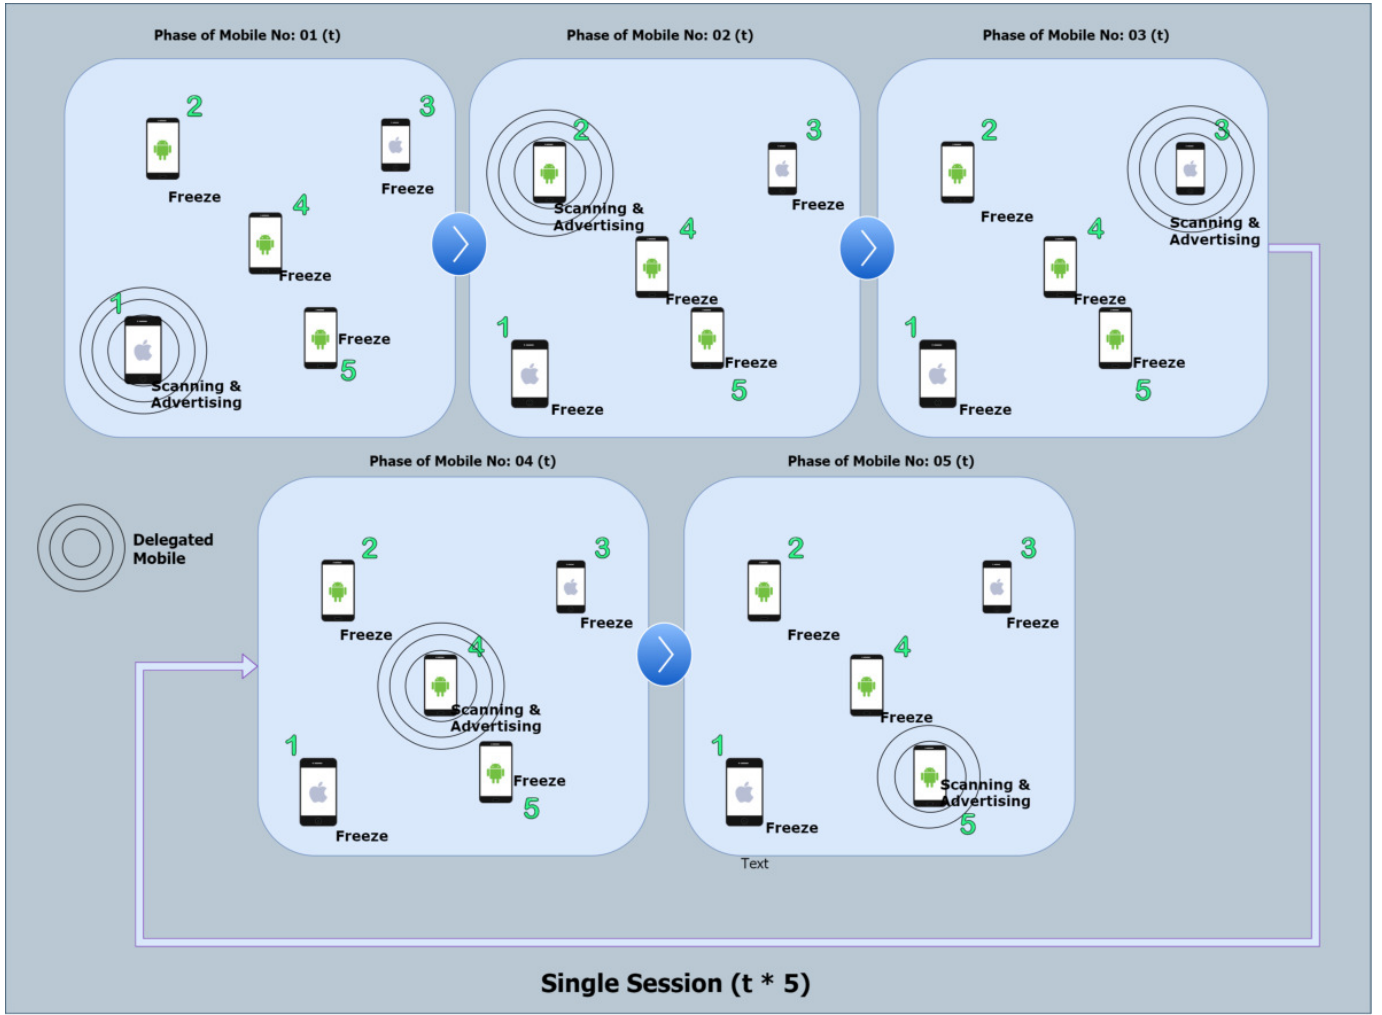 Phase of Mobile No: 01 (t)
2
3
Freeze
Freeze
4
Freeze
1
Freeze
5
Scanning &
Advertising
Phase of Mobile No: 02 (t)
2
3
Scanning &
Advertising
Freeze
4
Freeze
1
Freeze
5
Freeze
Phase of Mobile No: 03 (t)
2
3
Freeze
Scanning &
Advertising
4
Freeze
1
Freeze
5
Freeze
Delegated
Mobile
Phase of Mobile No: 04 (t)
2
3
Freeze
Freeze
4
Scanning &
Advertising
1
Freeze
5
Freeze
Phase of Mobile No: 05 (t)
2
3
Freeze
Freeze
4
Freeze
1
Scanning &
Advertising
5
Freeze
Text
Single Session (t * 5)